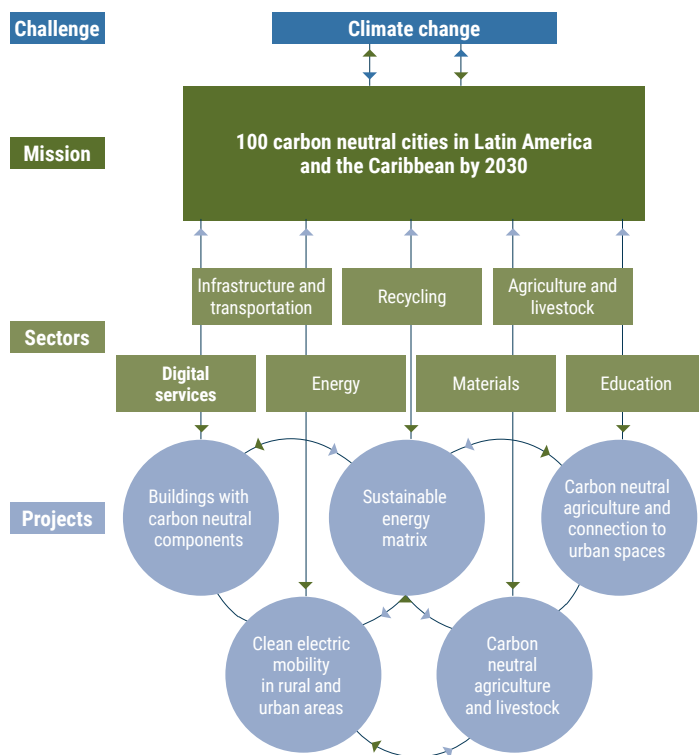 Challenge
Climate change
Mission
100 carbon neutral cities in Latin America
and the Caribbean by 2030
Infrastructure and
transportation
Recycling
Agriculture and
livestock
Sectors
Digital
services
Energy
Materials
Education
Projects
Buildings with
carbon neutral
components
Sustainable
energy
matrix
Carbon neutral
agriculture and
connection to
urban spaces
Clean electric
mobility
in rural and
urban areas
Carbon
neutral
agriculture
and livestock